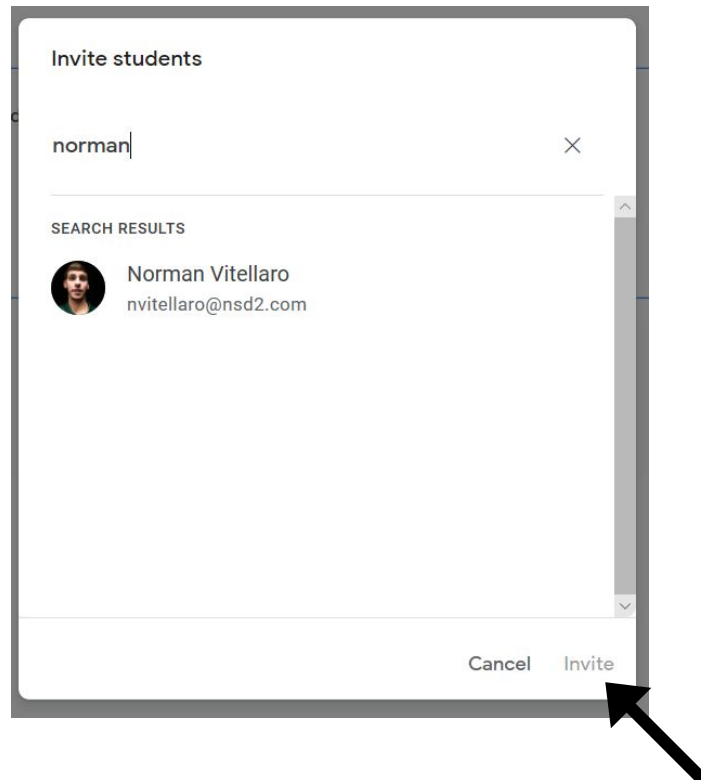 Invite students
norman
SEARCH RESULTS
Norman Vitellaro
nvitellaro@nsd2.com
Cancel Invite